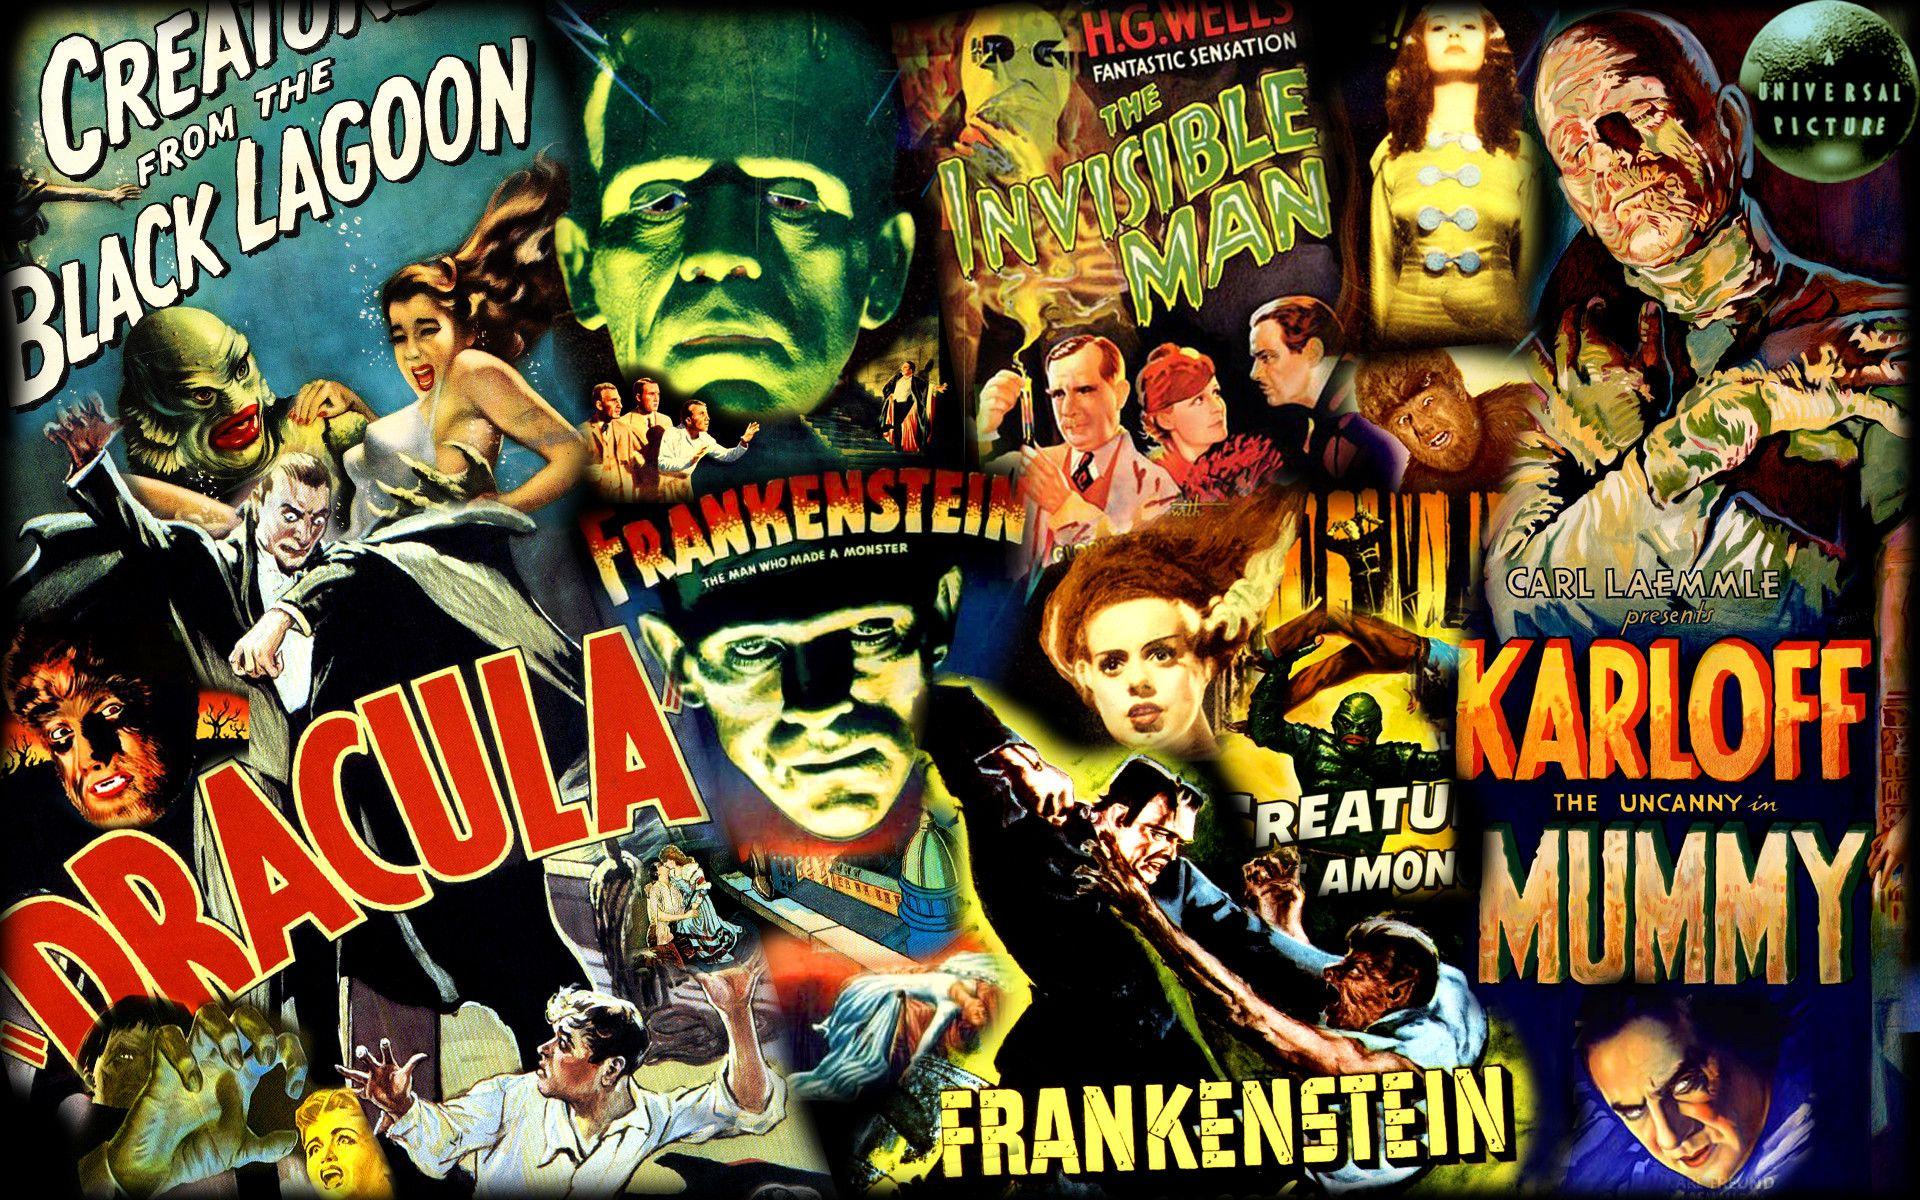 CREATURE
FROM THE
BLACK LAGOON
H.G. WELLS
FANTASTIC SENSATION
THE
INVISIBLE
MAN
A
UNIVERSAL
PICTURE
FRANKENSTEIN
THE MAN WHO MADE A MONSTER
with
"DRACULA"
CREATU
AMON
CARL LAEMMLE
presents
KARLOFF
THE UNCANNY in
MUMMY
FRANKENSTEIN